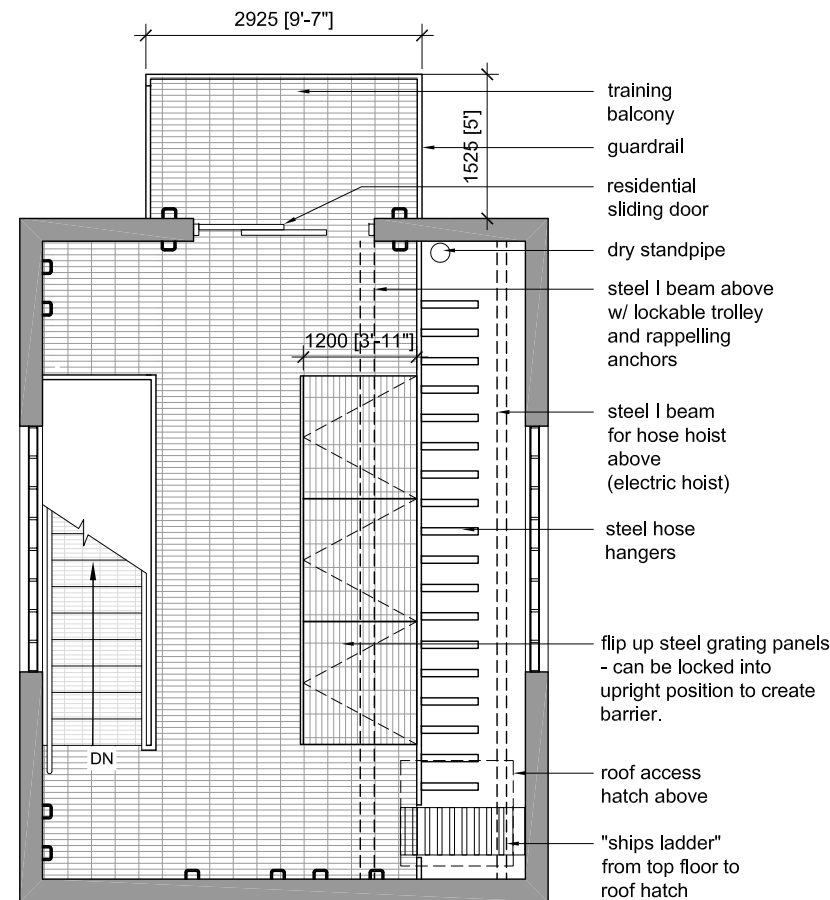 2925 [9'-7"]
1525 [5']
training
balcony
guardrail
residential
sliding door
dry standpipe
steel I beam above
w/ lockable trolley
and rappelling
anchors
1200 [3'-11"]
steel I beam
for hose hoist
above
(electric hoist)
steel hose
hangers
flip up steel grating panels
- can be locked into
upright position to create
barrier.
DN
roof access
hatch above
"ships ladder"
from top floor to
roof hatch